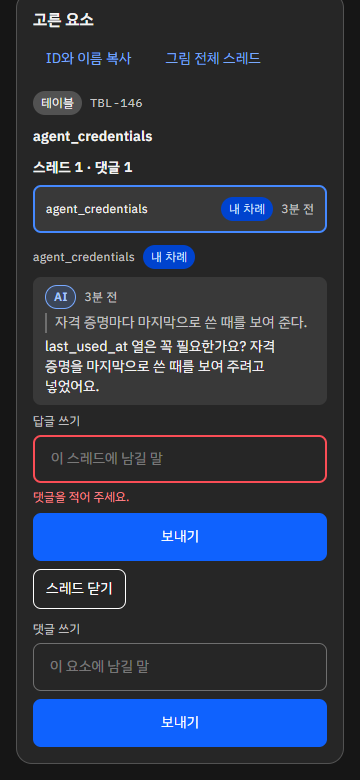 고른 요소
ID와 이름 복사 그림 전체 스레드
테이블 TBL-146
agent_credentials
스레드 1 · 댓글 1
agent_credentials 내 차례 3분 전
agent_credentials 내 차례
AI 3분 전
자격 증명마다 마지막으로 쓴 때를 보여 준다.
last_used_at 열은 꼭 필요한가요? 자격
증명을 마지막으로 쓴 때를 보여 주려고
넣었어요.
답글 쓰기
이 스레드에 남길 말
댓글을 적어 주세요.
보내기
스레드 닫기
댓글 쓰기
이 요소에 남길 말
보내기